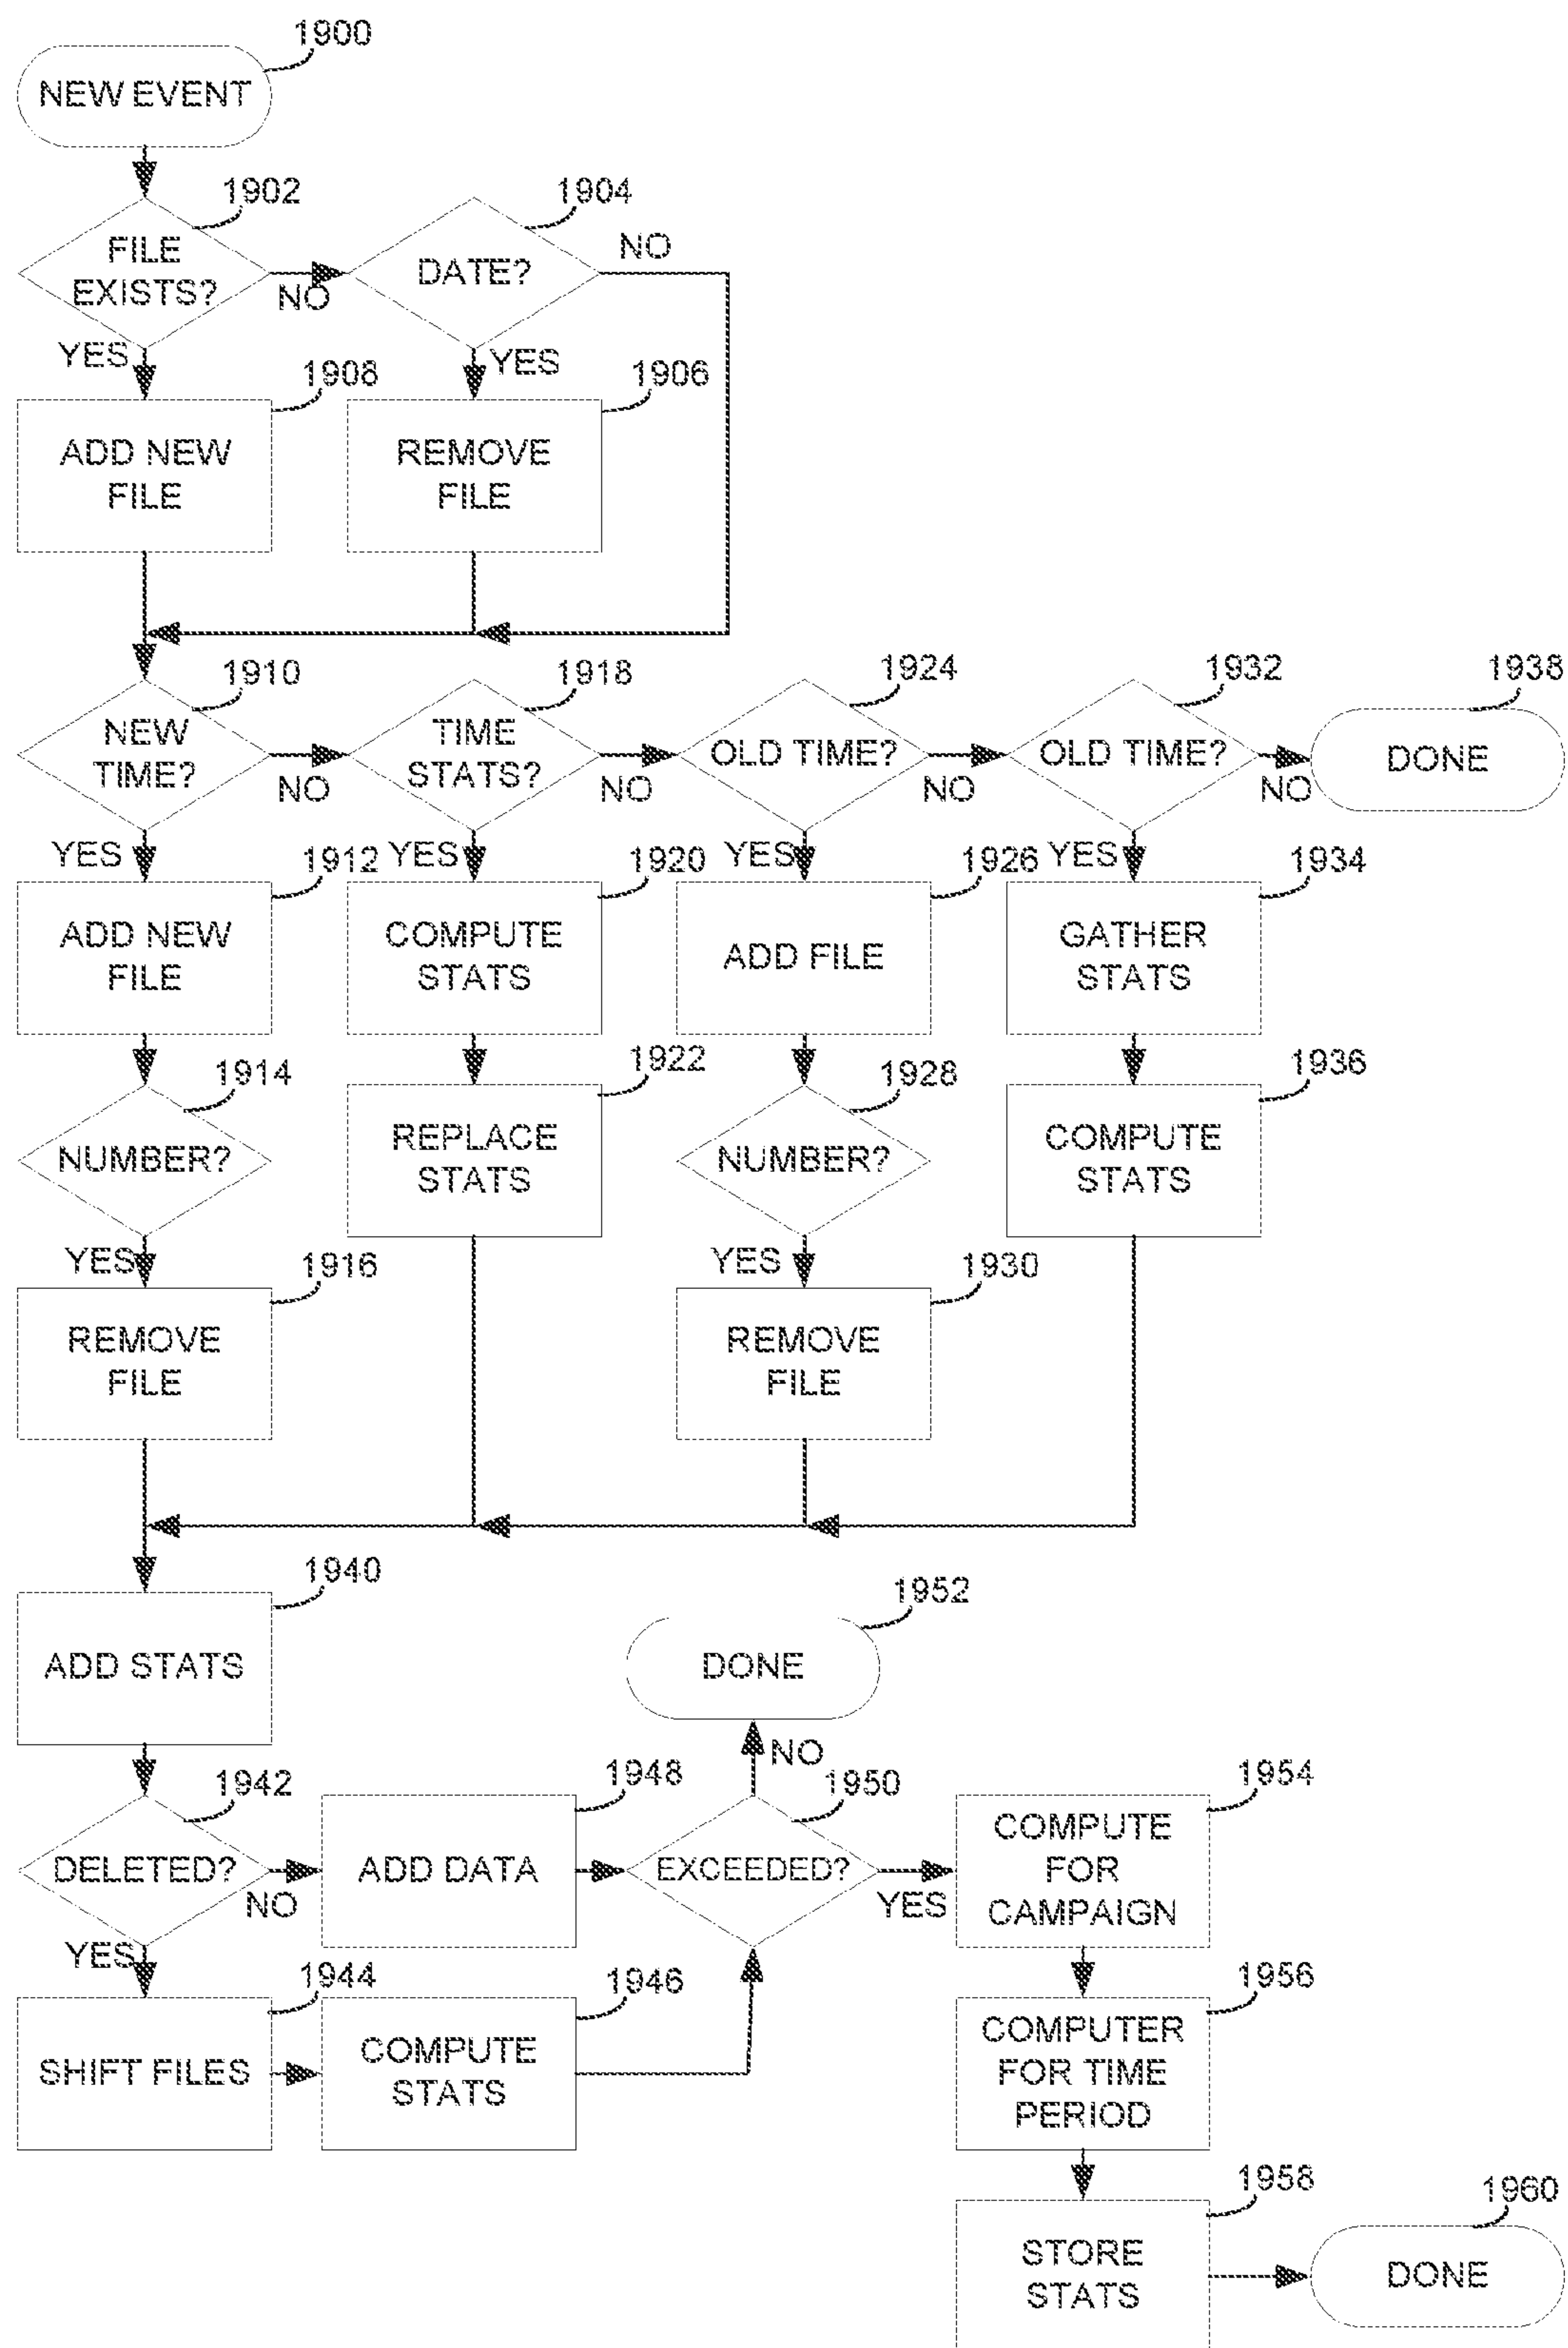 1900
NEW EVENT
1902
1904
FILE
EXISTS?
NO
DATE?
NO
YES
YES
1908
1906
ADD NEW
FILE
REMOVE
FILE
1910
1918
1924
1932
1938
NEW
TIME?
NO
TIME
STATS?
NO
OLD TIME?
NO
OLD TIME?
NO
DONE
YES
1912
YES
1920
YES
1926
YES
1934
ADD NEW
FILE
COMPUTE
STATS
ADD FILE
GATHER
STATS
1914
1922
1928
1936
NUMBER?
REPLACE
STATS
NUMBER?
COMPUTE
STATS
YES
1916
YES
1930
REMOVE
FILE
REMOVE
FILE
1940
1952
ADD STATS
DONE
NO
1942
1948
1950
1954
DELETED?
NO
ADD DATA
EXCEEDED?
YES
COMPUTE
FOR
CAMPAIGN
YES
1944
1946
1956
SHIFT FILES
COMPUTE
STATS
COMPUTER
FOR TIME
PERIOD
1958
1960
STORE
STATS
DONE